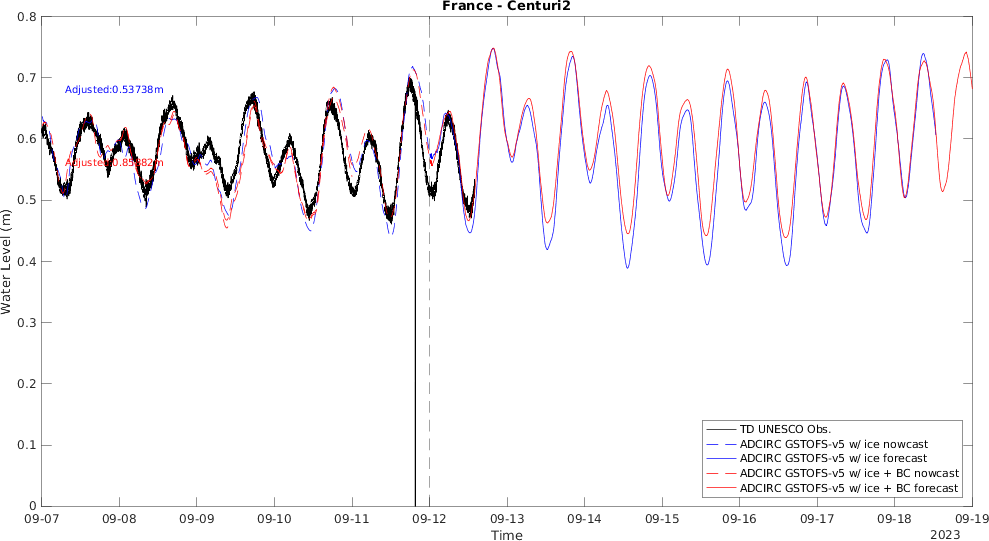 France - Centuri2
Water Level (m)
0.8
0.7
0.6
0.5
0.4
0.3
0.2
0.1
0
Adjusted:0.53738m
TD UNESCO Obs.
ADCIRC GSTOFS-v5 w/ ice nowcast
ADCIRC GSTOFS-v5 w/ ice forecast
ADCIRC GSTOFS-v5 w/ ice + BC nowcast
ADCIRC GSTOFS-v5 w/ ice + BC forecast
09-07 09-08 09-09 09-10 09-11 09-12 09-13 09-14 09-15 09-16 09-17 09-18 09-19
Time
2023